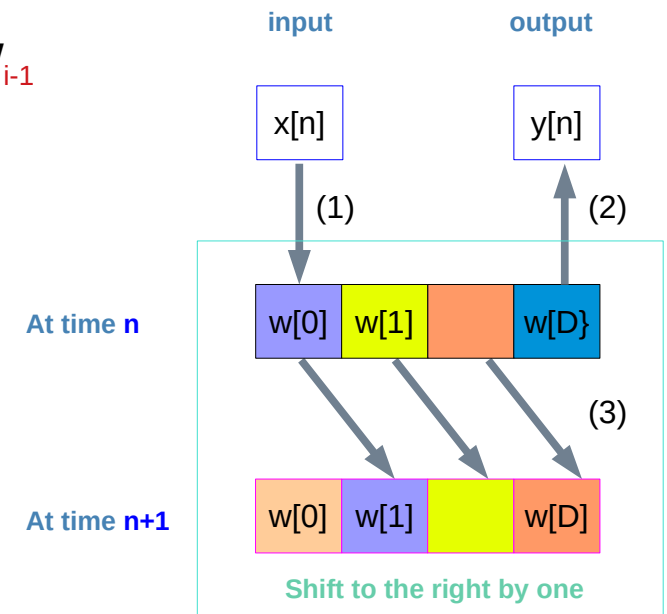 input output
i-1
x[n] y[n]
(1) (2)
At time n
w[0] w[1] w[D}
(3)
At time n+1
w[0] w[1] w[D]
Shift to the right by one